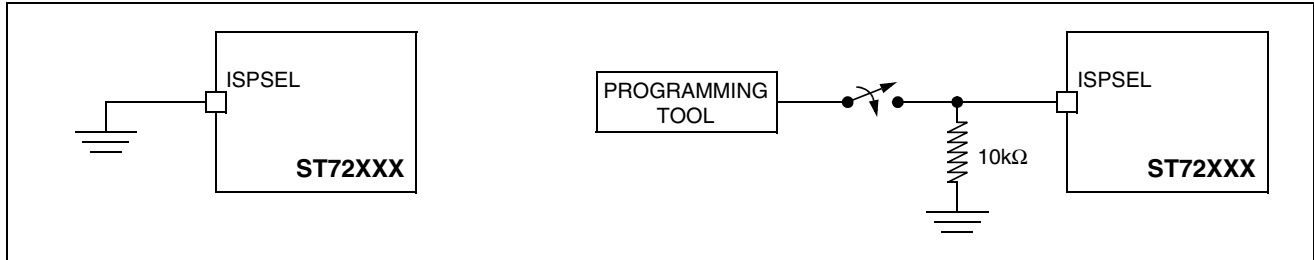 ISPSEL
ST72XXX
PROGRAMMING
TOOL
ISPSEL
10kΩ
ST72XXX